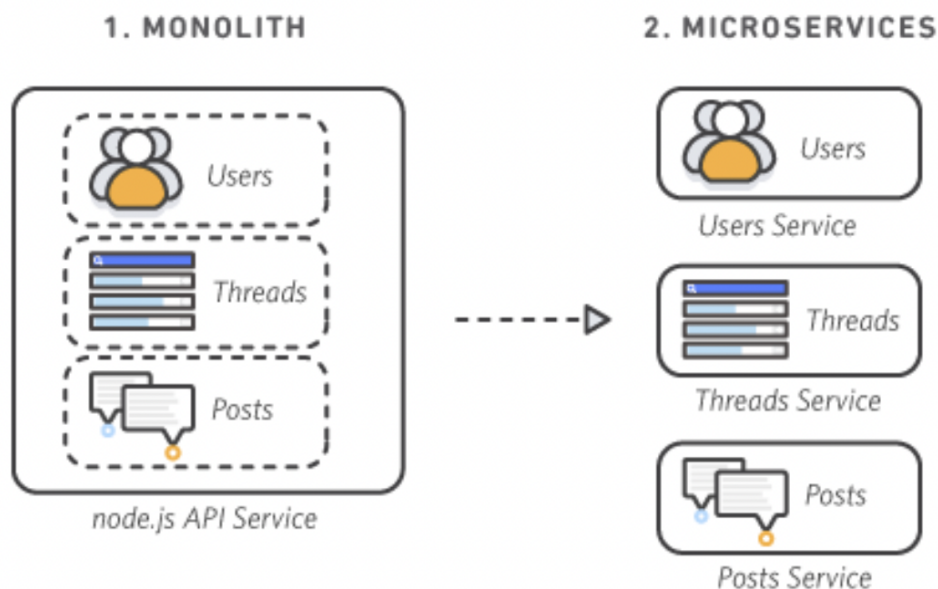 1. MONOLITH
Users
Threads
Posts
node.js API Service
2. MICROSERVICES
Users
Users Service
Threads
Threads Service
Posts
Posts Service